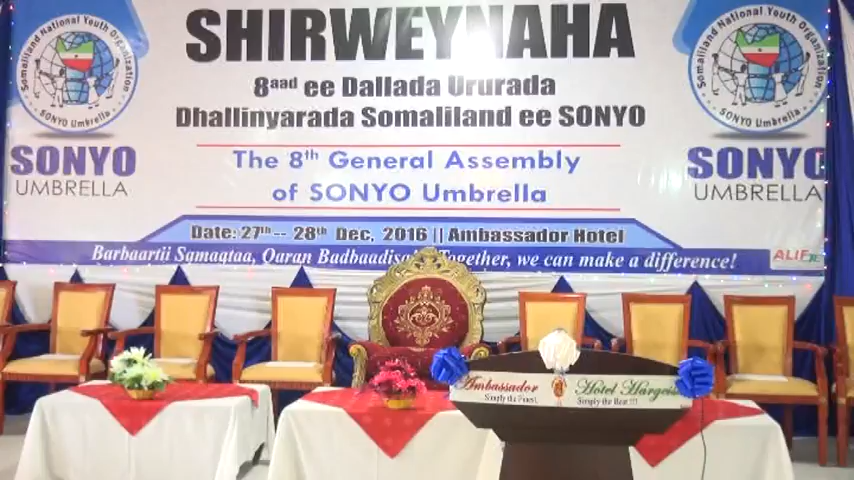 SHIRWEYNAHA
8aad ee Dallada Ururada
Dhallinyarada Somaliland ee SONYO
The 8th General Assembly
of SONYO Umbrella
Date: 27th -- 28th Dec, 2016 || Ambassador Hotel
Barbaartii Samaqtaa, Quran Together, we can make a difference!
Somaliland National Youth Organization
SONYO Umbrella
SONYO
UMBRELLA
Somaliland National Youth Organization
SONYO Umbrella
SONYO
UMBRELLA
ALIF
Ambassador Hotel Hargeisa
Simply the Finest, Simply the Best !!!